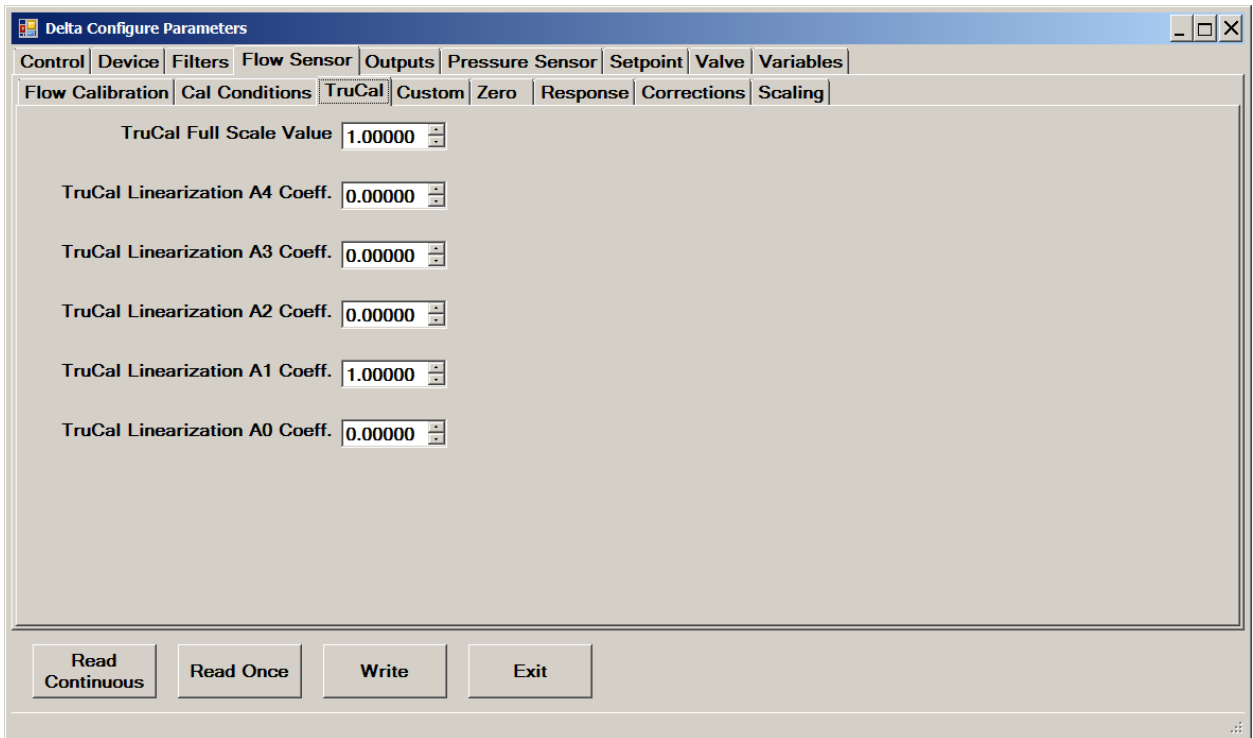 Delta Configure Parameters
Control Device Filters Flow Sensor Outputs Pressure Sensor Setpoint Valve Variables
Flow Calibration Cal Conditions TruCal Custom Zero Response Corrections Scaling
TruCal Full Scale Value 1.00000
TruCal Linearization A4 Coeff. 0.00000
TruCal Linearization A3 Coeff. 0.00000
TruCal Linearization A2 Coeff. 0.00000
TruCal Linearization A1 Coeff. 1.00000
TruCal Linearization A0 Coeff. 0.00000
Read
Continuous
Read Once
Write
Exit